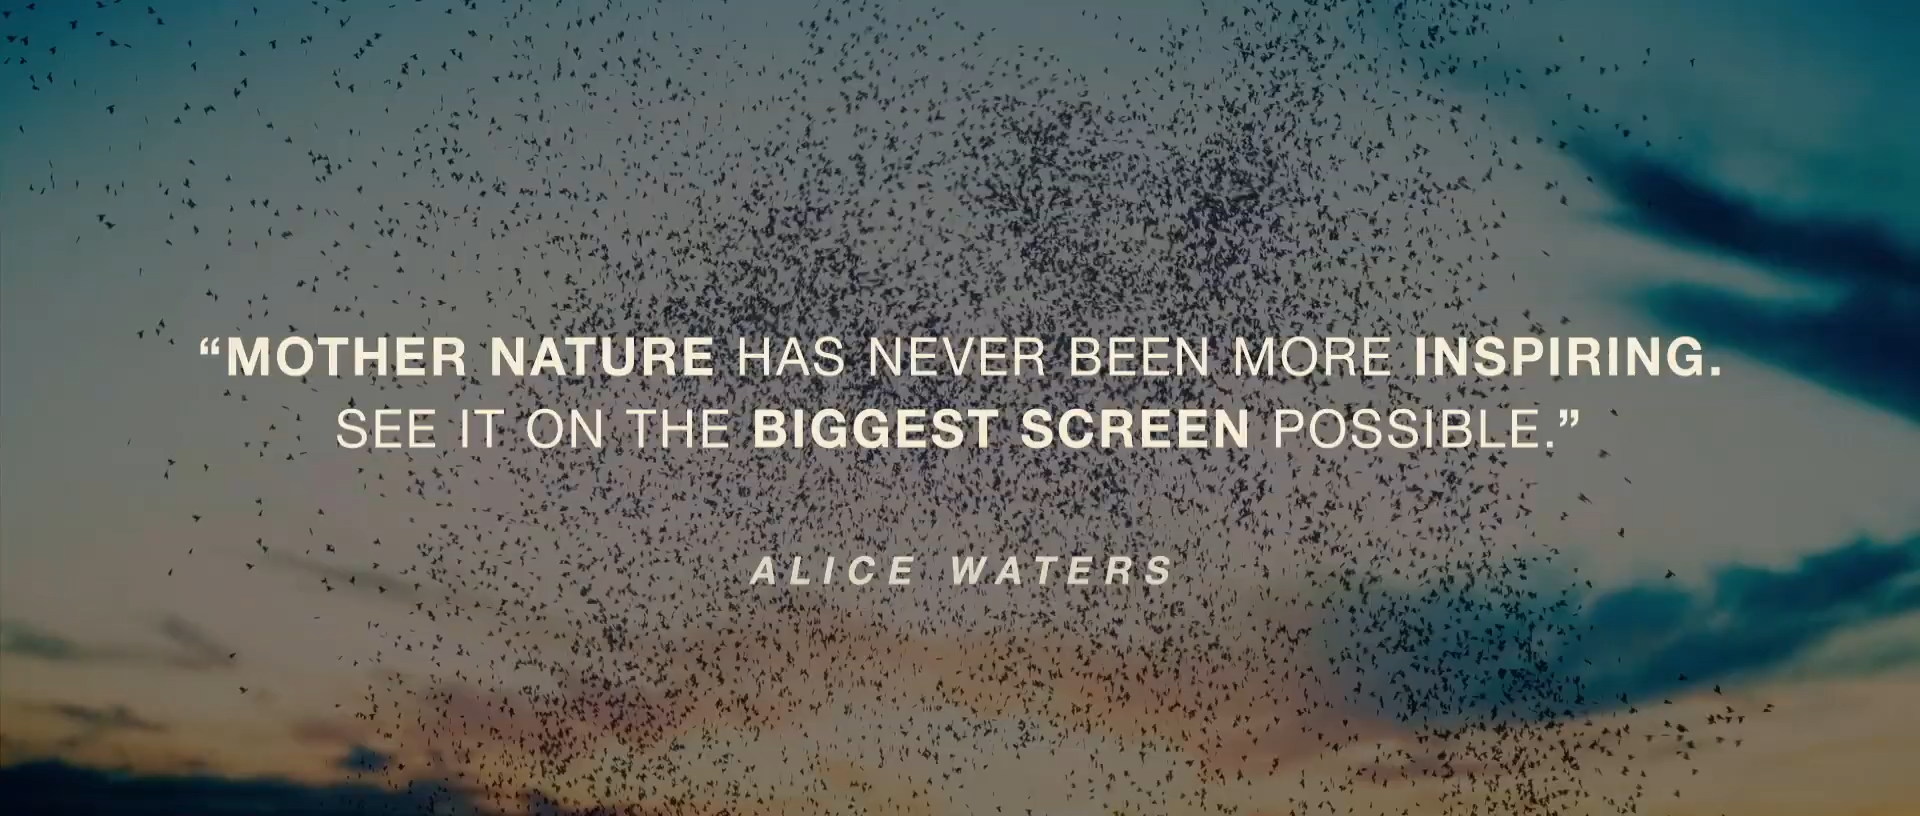 “MOTHER NATURE HAS NEVER BEEN MORE INSPIRING.
SEE IT ON THE BIGGEST SCREEN POSSIBLE.”
ALICE WATERS